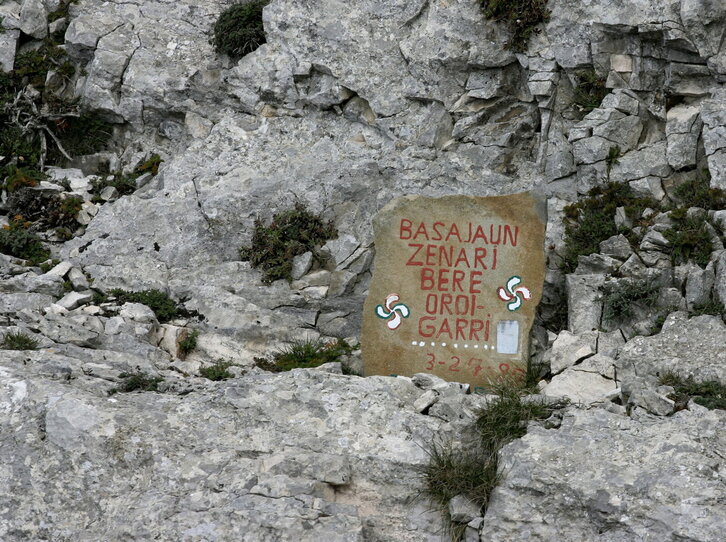 BASAJAUN
ZENARI
BERE
OROI-
GARRI